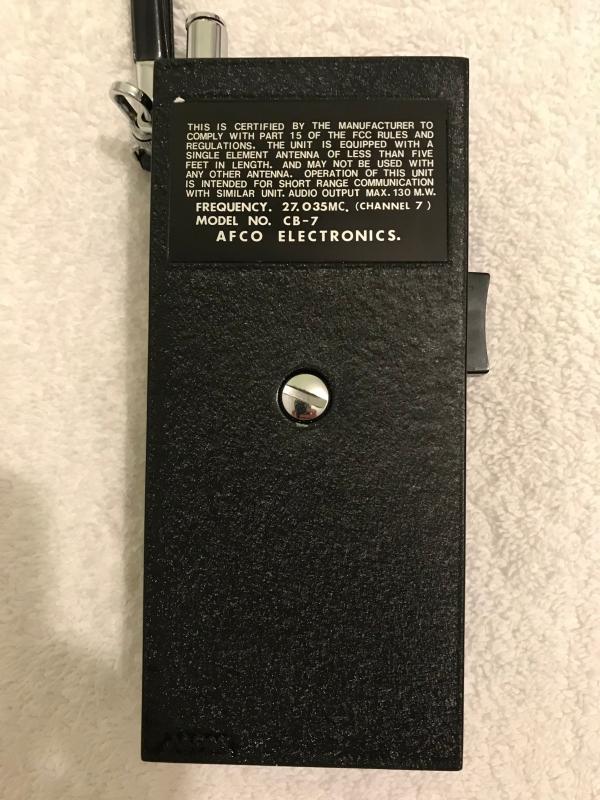 THIS IS CERTIFIED BY THE MANUFACTURER TO
COMPLY WITH PART 15 OF THE FCC RULES AND
REGULATIONS. THE UNIT IS EQUIPPED WITH A
SINGLE ELEMENT ANTENNA OF LESS THAN FIVE
FEET IN LENGTH. AND MAY NOT BE USED WITH
ANY OTHER ANTENNA. OPERATION OF THIS UNIT
IS INTENDED FOR SHORT RANGE COMMUNICATION
WITH SIMILAR UNIT. AUDIO OUTPUT MAX. 130 M.W.
FREQUENCY. 27.035MC. (CHANNEL 7)
MODEL NO. CB-7
AFCO ELECTRONICS.